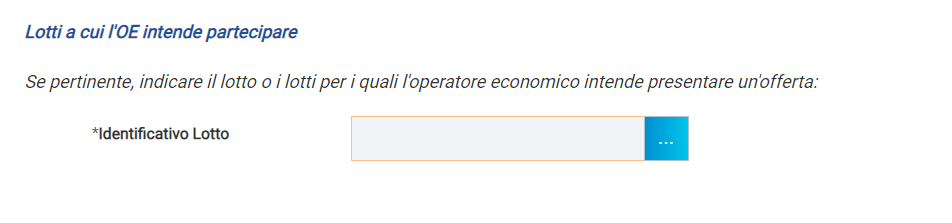 Lotti a cui l'OE intende partecipare
Se pertinente, indicare il lotto o i lotti per i quali l'operatore economico intende presentare un'offerta:
*Identificativo Lotto
...